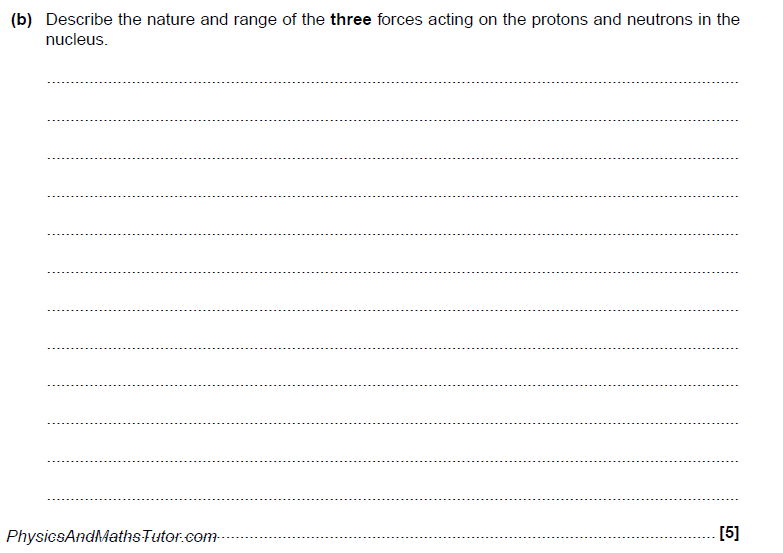 (b) Describe the nature and range of the three forces acting on the protons and neutrons in the
nucleus.
[5]
PhysicsAndMathsTutor.com